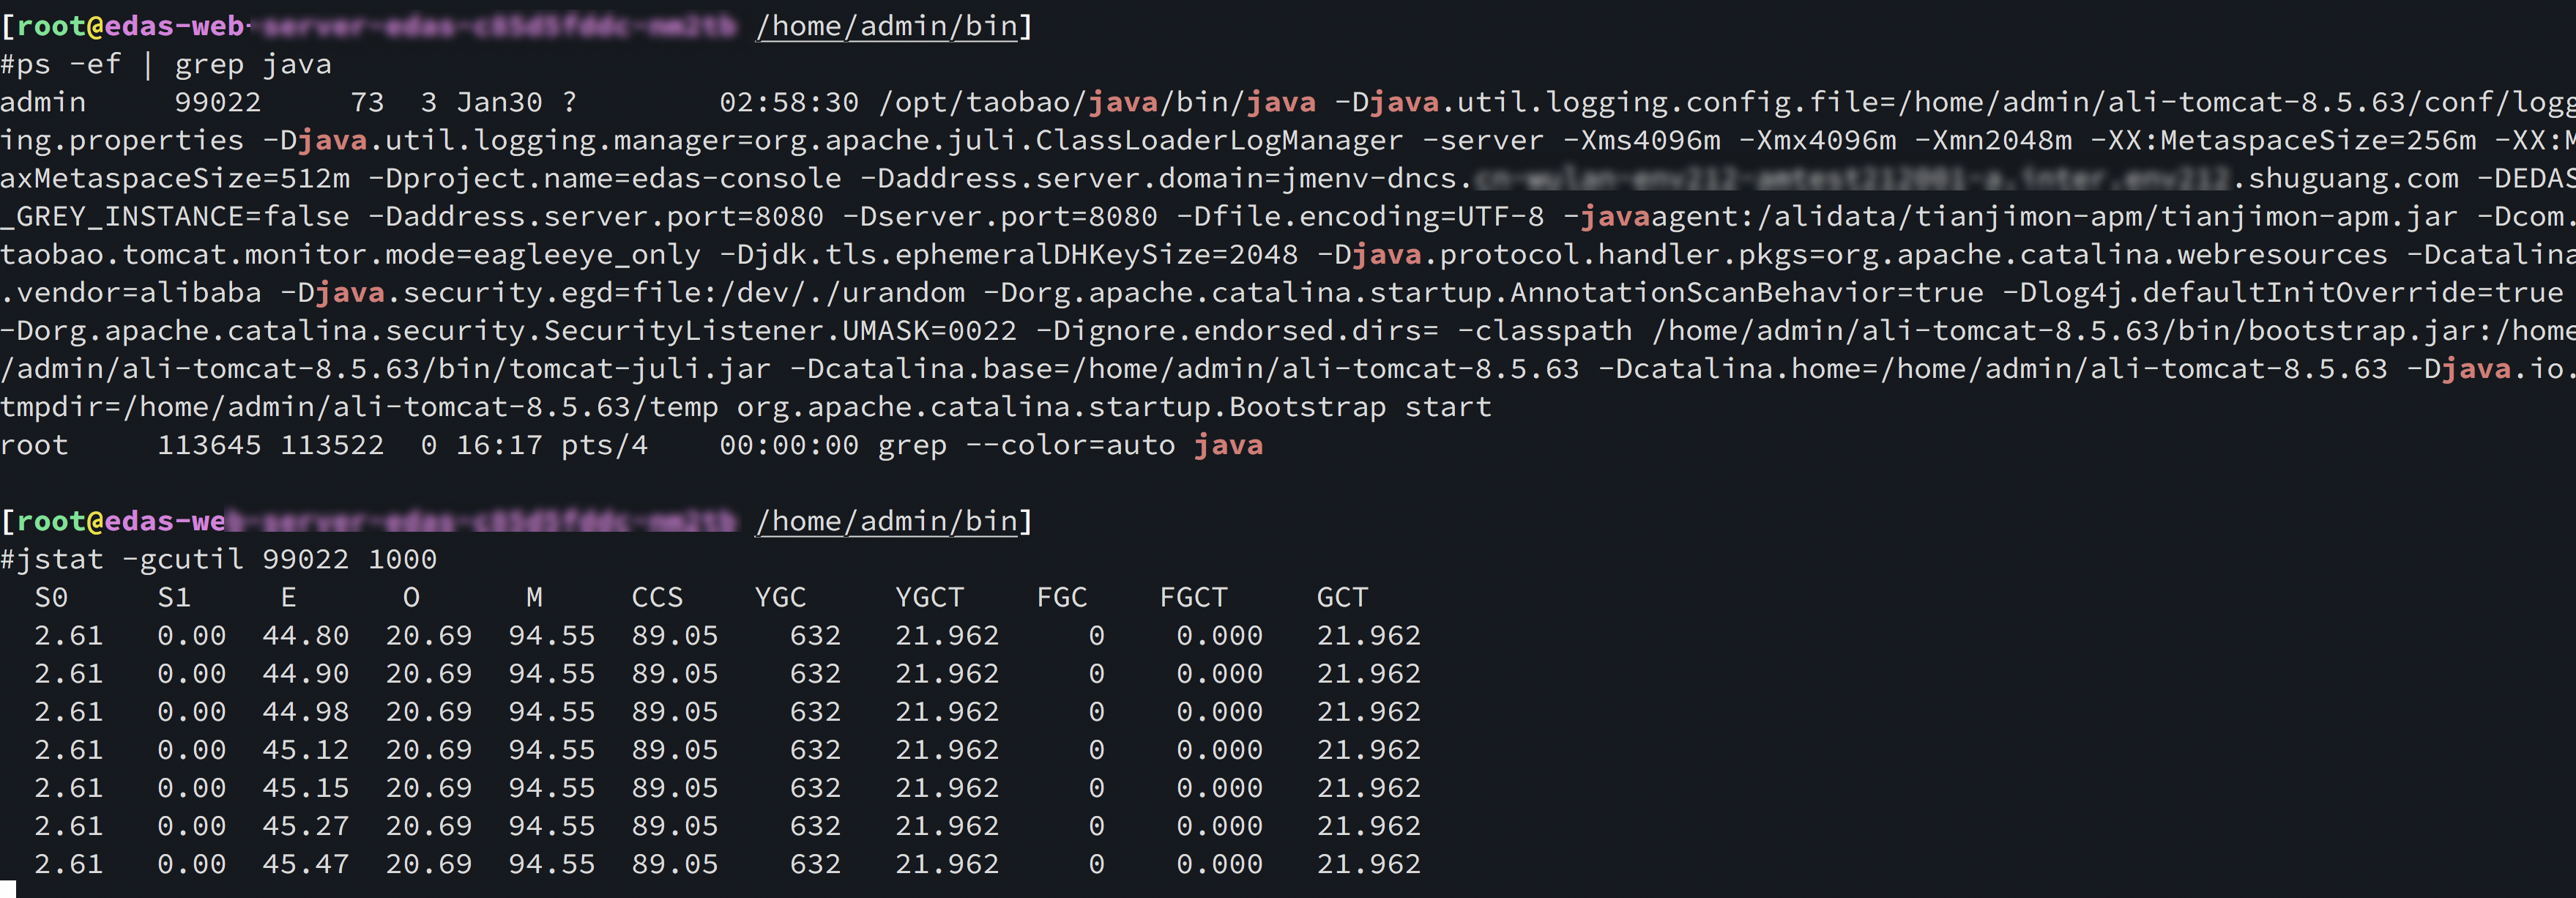 [root@edas-web- /home/admin/bin]
#ps -ef | grep java
admin 99022 73 3 Jan30 ? 02:58:30 /opt/taobao/java/bin/java -Djava.util.logging.config.file=/home/admin/ali-tomcat-8.5.63/conf/logg
ing.properties -Djava.util.logging.manager=org.apache.juli.ClassLoaderLogManager -server -Xms4096m -Xmx4096m -Xmn2048m -XX:MetaspaceSize=256m -XX:M
axMetaspaceSize=512m -Dproject.name=edas-console -Daddress.server.domain=jmenv-dncs. .shuguang.com -DEDAS
_GREY_INSTANCE=false -Daddress.server.port=8080 -Dserver.port=8080 -Dfile.encoding=UTF-8 -javaagent:/alidata/tianjimon-apm/tianjimon-apm.jar -Dcom.
taobao.tomcat.monitor.mode=eagleeye_only -Djdk.tls.ephemeralDHKeySize=2048 -Djava.protocol.handler.pkgs=org.apache.catalina.webresources -Dcatalina
.vendor=alibaba -Djava.security.egd=file:/dev/./urandom -Dorg.apache.catalina.startup.AnnotationScanBehavior=true -Dlog4j.defaultInitOverride=true
-Dorg.apache.catalina.security.SecurityListener.UMASK=0022 -Dignore.endorsed.dirs= -classpath /home/admin/ali-tomcat-8.5.63/bin/bootstrap.jar:/home
/admin/ali-tomcat-8.5.63/bin/tomcat-juli.jar -Dcatalina.base=/home/admin/ali-tomcat-8.5.63 -Dcatalina.home=/home/admin/ali-tomcat-8.5.63 -Djava.io.
tmpdir=/home/admin/ali-tomcat-8.5.63/temp org.apache.catalina.startup.Bootstrap start
root 113645 113522 0 16:17 pts/4 00:00:00 grep --color=auto java
[root@edas-we /home/admin/bin]
#jstat -gcutil 99022 1000
S0 S1 E O M CCS YGC YGCT FGC FGCT GCT
2.61 0.00 44.80 20.69 94.55 89.05 632 21.962 0 0.000 21.962
2.61 0.00 44.90 20.69 94.55 89.05 632 21.962 0 0.000 21.962
2.61 0.00 44.98 20.69 94.55 89.05 632 21.962 0 0.000 21.962
2.61 0.00 45.12 20.69 94.55 89.05 632 21.962 0 0.000 21.962
2.61 0.00 45.15 20.69 94.55 89.05 632 21.962 0 0.000 21.962
2.61 0.00 45.27 20.69 94.55 89.05 632 21.962 0 0.000 21.962
2.61 0.00 45.47 20.69 94.55 89.05 632 21.962 0 0.000 21.962